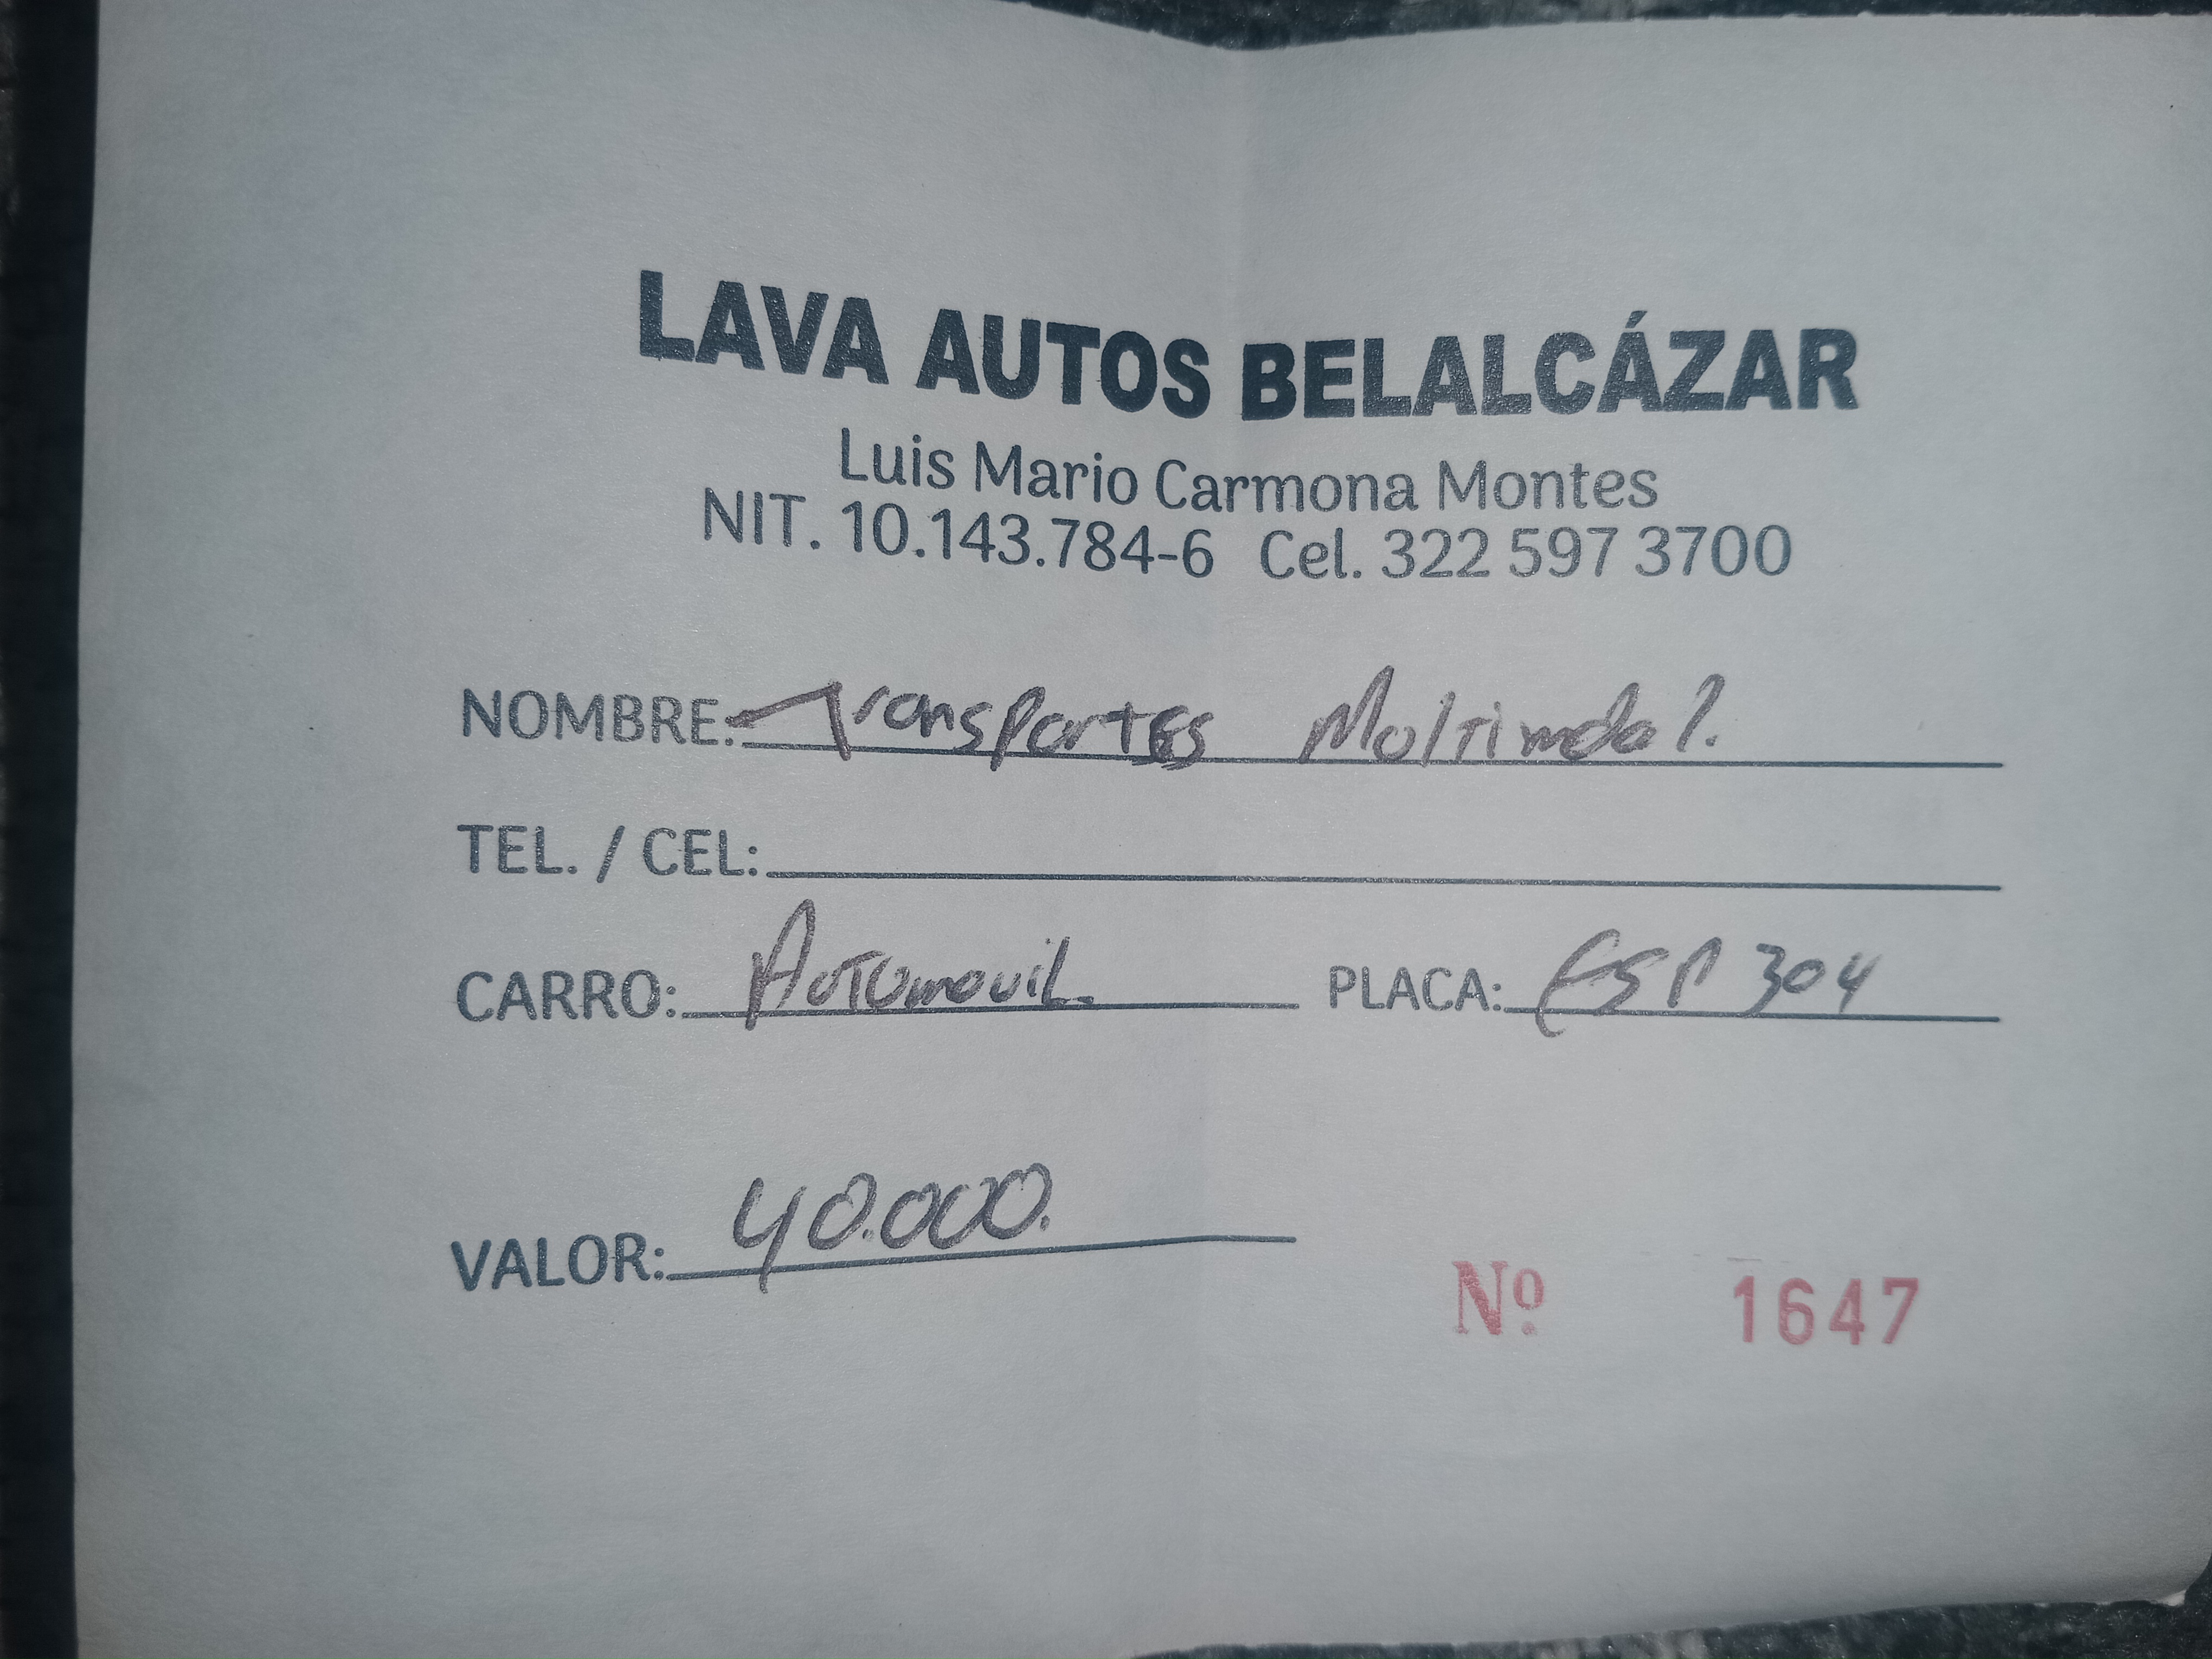 LAVA AUTOS BELALCÁZAR
Luis Mario Carmona Montes
NIT. 10.143.784-6 Cel. 322 597 3700
NOMBRE: Transportes Moltimdal.
TEL. / CEL:
CARRO: Automovil. PLACA: ESP 304
VALOR: 40.000.
Nº 1647